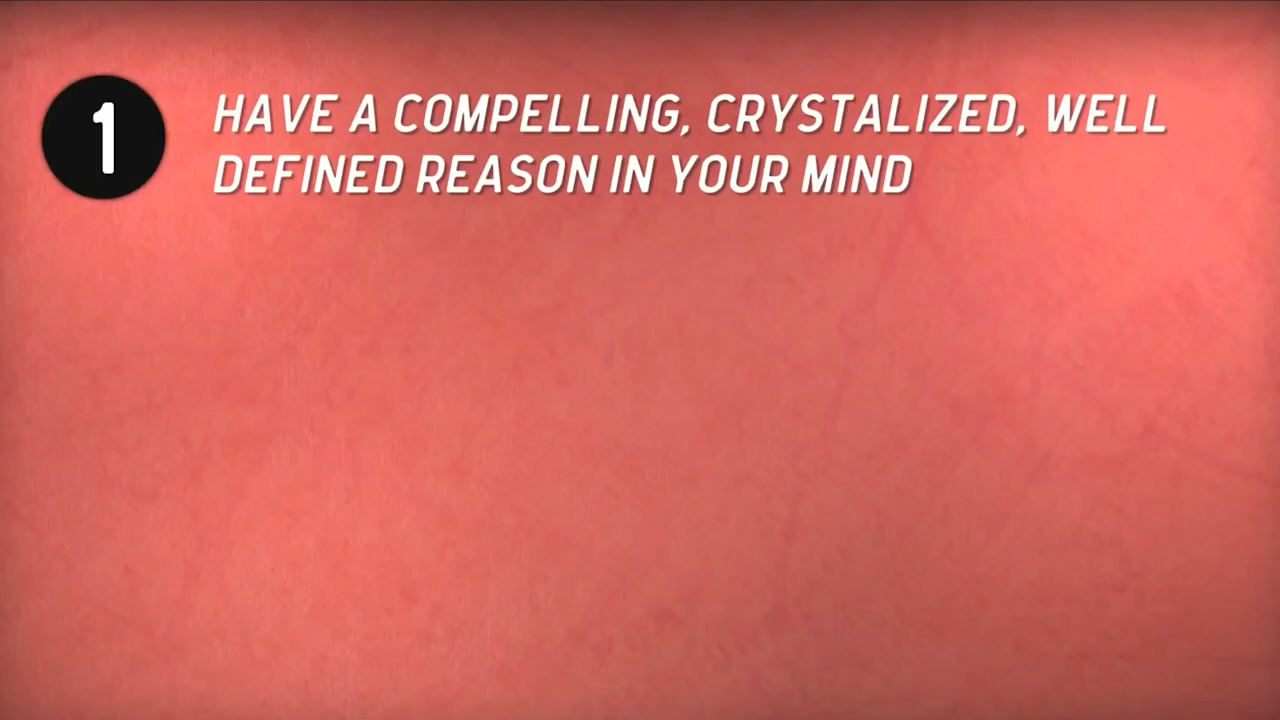 1
HAVE A COMPELLING, CRYSTALIZED, WELL
DEFINED REASON IN YOUR MIND